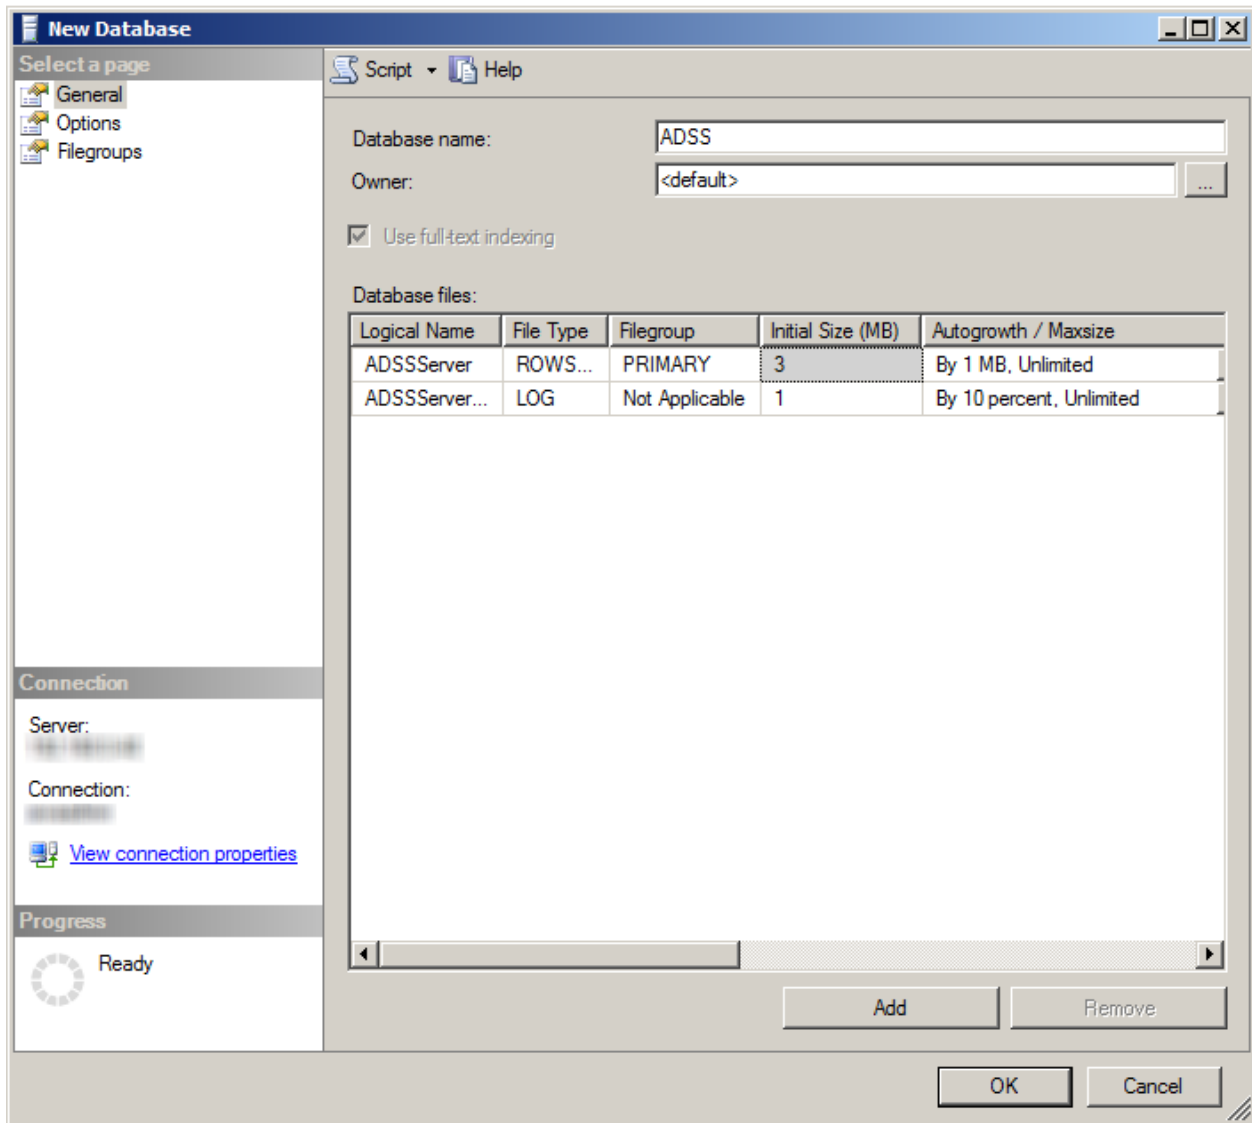 New Database
Select a page
General
Options
Filegroups
Script
Help
Database name:
ADSS
Owner:
<default>
...
Use full-text indexing
Database files:
Logical Name File Type Filegroup Initial Size (MB) Autogrowth / Maxsize
ADSSServer ROWS... PRIMARY 3 By 1 MB, Unlimited
ADSSServer... LOG Not Applicable 1 By 10 percent, Unlimited
Connection
Server:
Connection:
View connection properties
Progress
Ready
Add
Remove
OK
Cancel